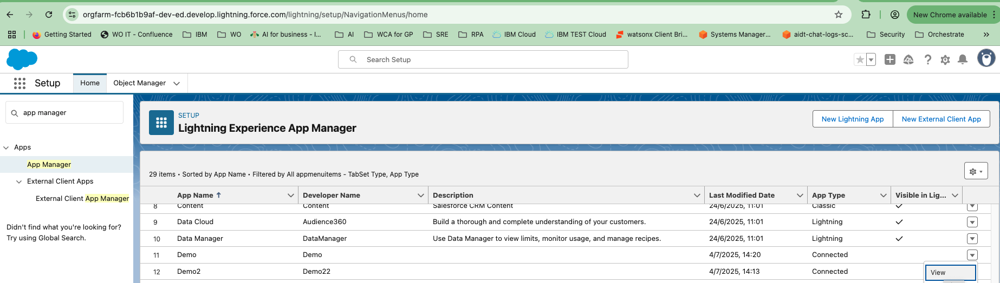 orgfarm-fcb6b1b9af-dev-ed.develop.lightning.force.com/lightning/setup/NavigationMenus/home
New Chrome available
Getting Started WO IT - Confluence IBM WO AI for business - I... AI WCA for GP SRE RPA IBM Cloud IBM TEST Cloud watsonx Client Bri... Systems Manager... aidt-chat-logs-sc... Security Orchestrate »
Search Setup
Setup Home Object Manager
app manager
Apps
App Manager
External Client Apps
External Client App Manager
Didn't find what you're looking for?
Try using Global Search.
SETUP
Lightning Experience App Manager
New Lightning App New External Client App
29 items • Sorted by App Name • Filtered by All appmenuitems - TabSet Type, App Type
App Name ↑ Developer Name Description Last Modified Date App Type Visible in Lig...
8 Content Content Salesforce CRM Content 24/6/2025, 11:01 Classic
9 Data Cloud Audience360 Build a thorough and complete understanding of your customers. 24/6/2025, 11:01 Lightning
10 Data Manager DataManager Use Data Manager to view limits, monitor usage, and manage recipes. 24/6/2025, 11:01 Lightning
11 Demo Demo 4/7/2025, 14:20 Connected
12 Demo2 Demo22 4/7/2025, 14:13 Connected
View